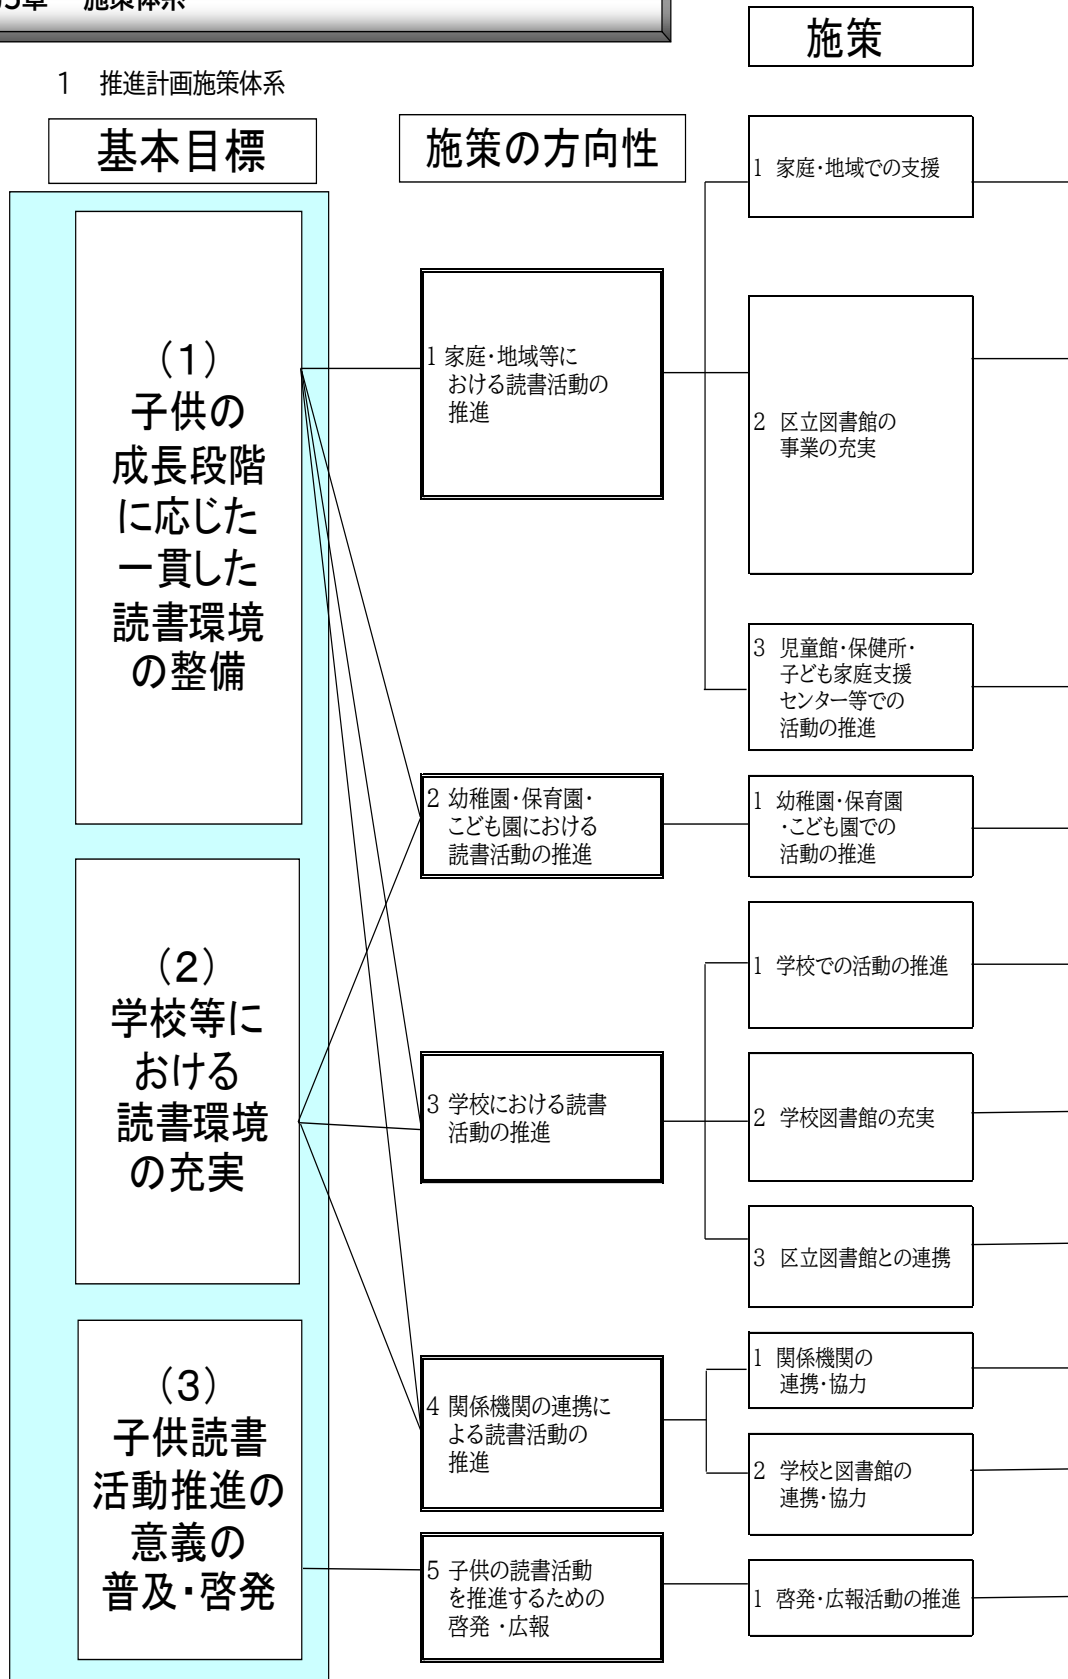 章 施策体系
施策
1 推進計画施策体系
基本目標
施策の方向性
(1)
子供の
成長段階
に応じた
一貫した
読書環境
の整備
(2)
学校等に
おける
読書環境
の充実
(3)
子供読書
活動推進の
意義の
普及・啓発
1 家庭・地域等に
おける読書活動の
推進
2 幼稚園・保育園・
こども園における
読書活動の推進
3 学校における読書
活動の推進
4 関係機関の連携に
よる読書活動の
推進
5 子供の読書活動
を推進するための
啓発・広報
1 家庭・地域での支援
2 区立図書館の
事業の充実
3 児童館・保健所・
子ども家庭支援
センター等での
活動の推進
1 幼稚園・保育園
・こども園での
活動の推進
1 学校での活動の推進
2 学校図書館の充実
3 区立図書館との連携
1 関係機関の
連携・協力
2 学校と図書館の
連携・協力
1 啓発・広報活動の推進